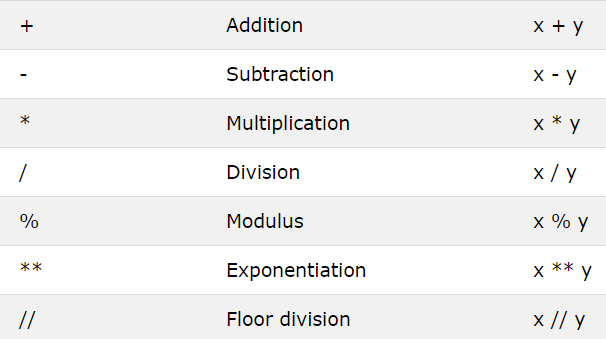 + Addition x + y
- Subtraction x - y
* Multiplication x * y
/ Division x / y
% Modulus x % y
** Exponentiation x ** y
// Floor division x // y